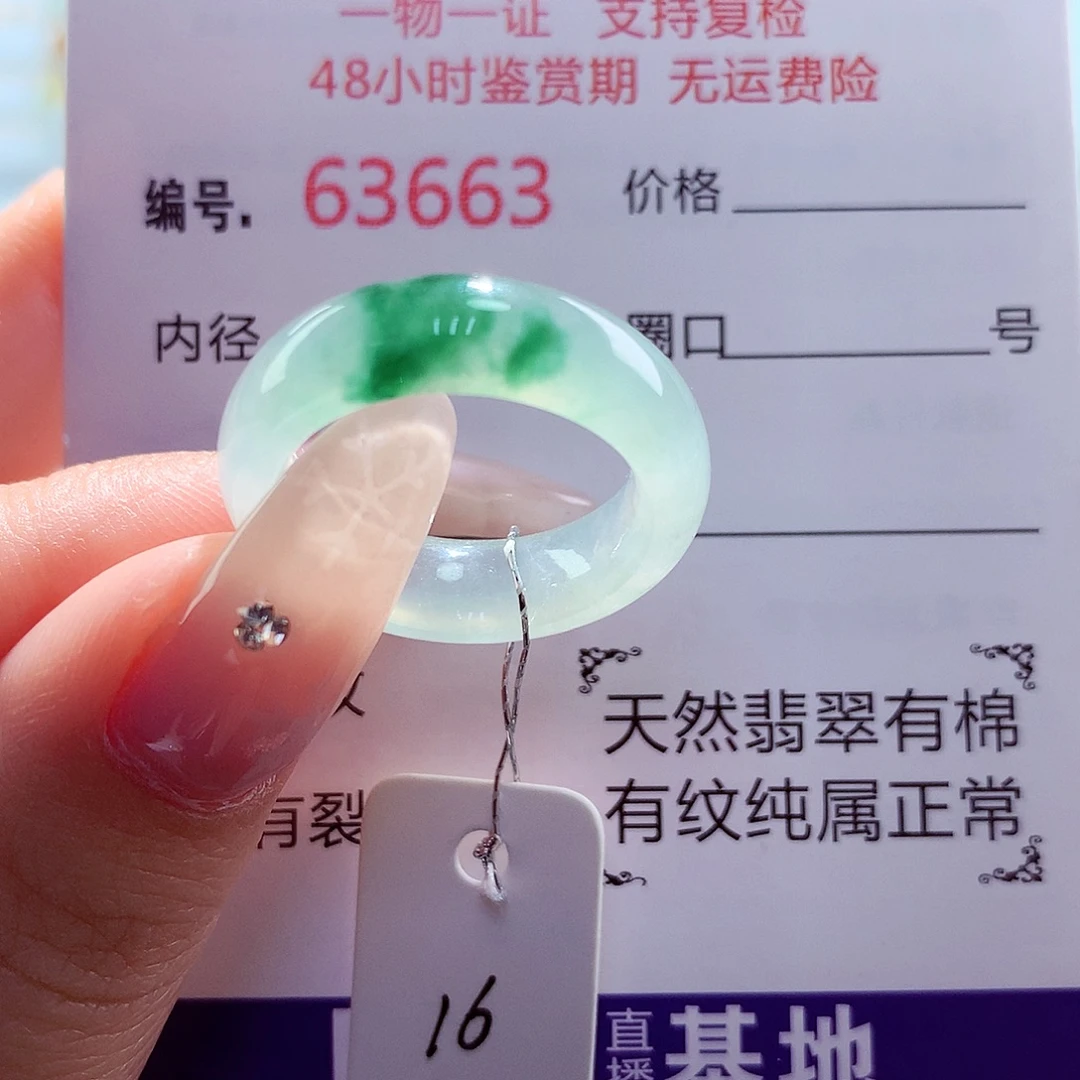 一物一证 支持复检
48小时鉴赏期 无运费险
编号. 63663 价格
内径 圈口 号
天然翡翠有棉
有裂 有纹纯属正常
16
直播 基地